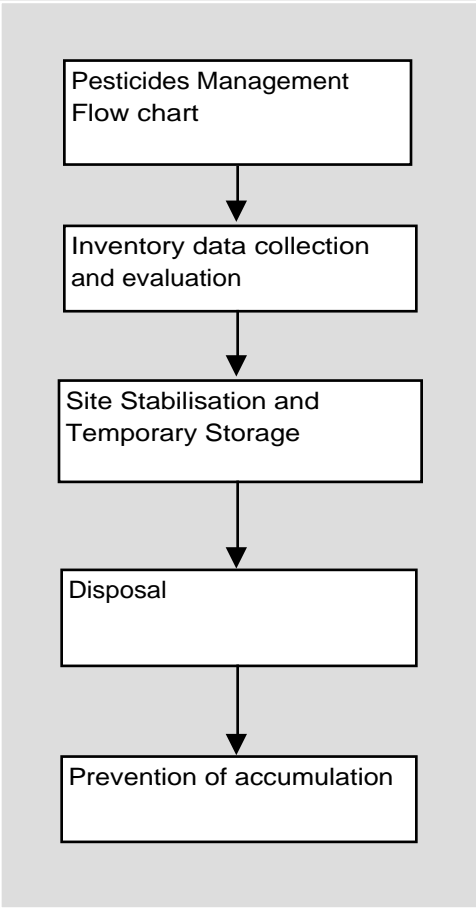 Pesticides Management
Flow chart
Inventory data collection
and evaluation
Site Stabilisation and
Temporary Storage
Disposal
Prevention of accumulation